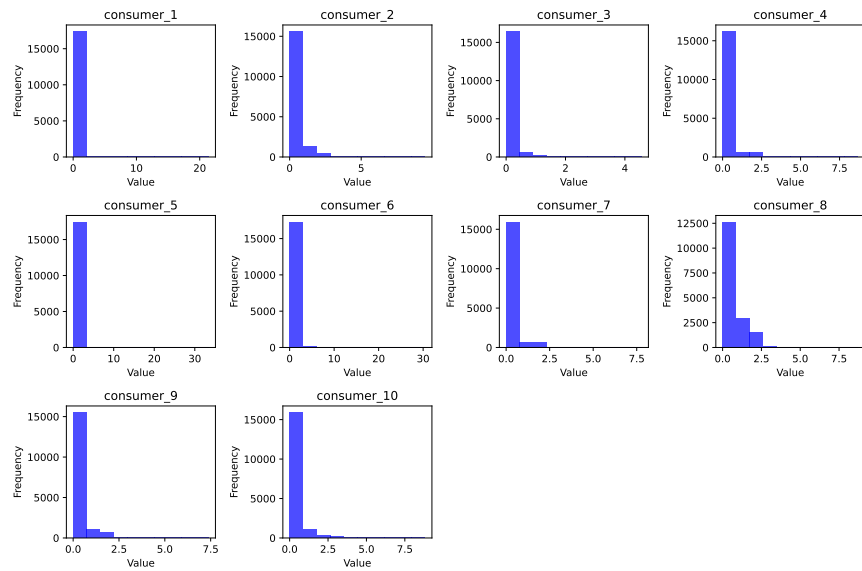 consumer_1 consumer_2 consumer_3 consumer_4
15000 10000 5000 0 Frequency 0 10 20 Value
15000 10000 5000 0 Frequency 0 5 Value
15000 10000 5000 0 Frequency 0 2 4 Value
15000 10000 5000 0 Frequency 0.0 2.5 5.0 7.5 Value
consumer_5 consumer_6 consumer_7 consumer_8
15000 10000 5000 0 Frequency 0 10 20 30 Value
15000 10000 5000 0 Frequency 0 10 20 30 Value
15000 10000 5000 0 Frequency 0.0 2.5 5.0 7.5 Value
12500 10000 7500 5000 2500 0 Frequency 0.0 2.5 5.0 7.5 Value
consumer_9 consumer_10
15000 10000 5000 0 Frequency 0.0 2.5 5.0 7.5 Value
15000 10000 5000 0 Frequency 0.0 2.5 5.0 7.5 Value